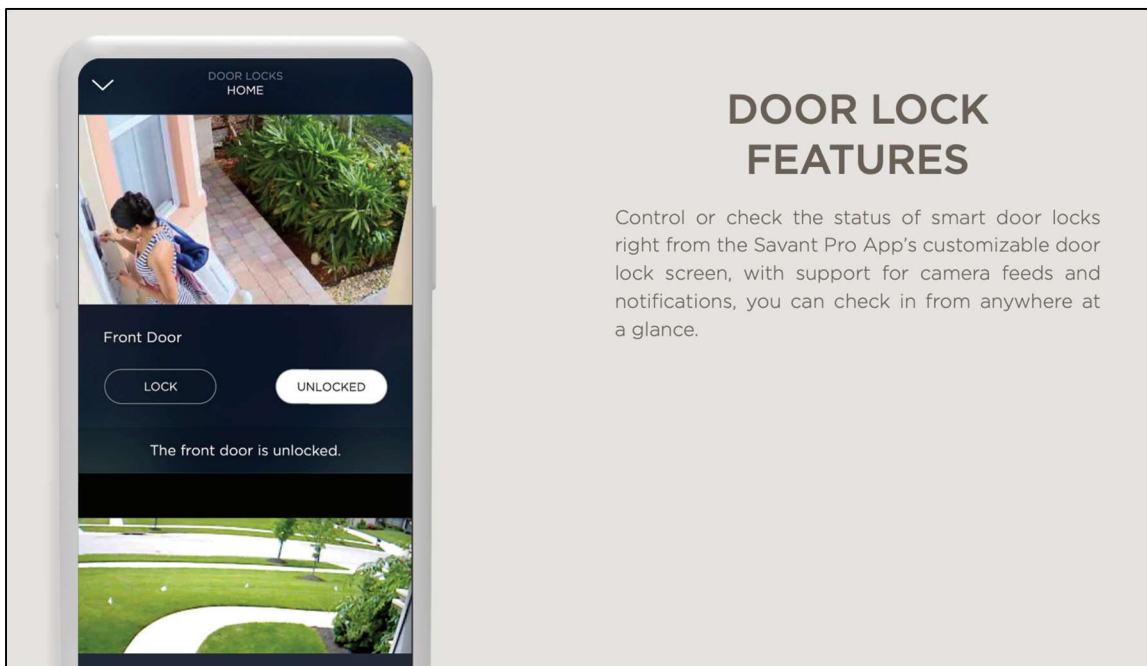 DOOR LOCKS
HOME
Front Door
LOCK
UNLOCKED
The front door is unlocked.
DOOR LOCK
FEATURES
Control or check the status of smart door locks
right from the Savant Pro App’s customizable door
lock screen, with support for camera feeds and
notifications, you can check in from anywhere at
a glance.